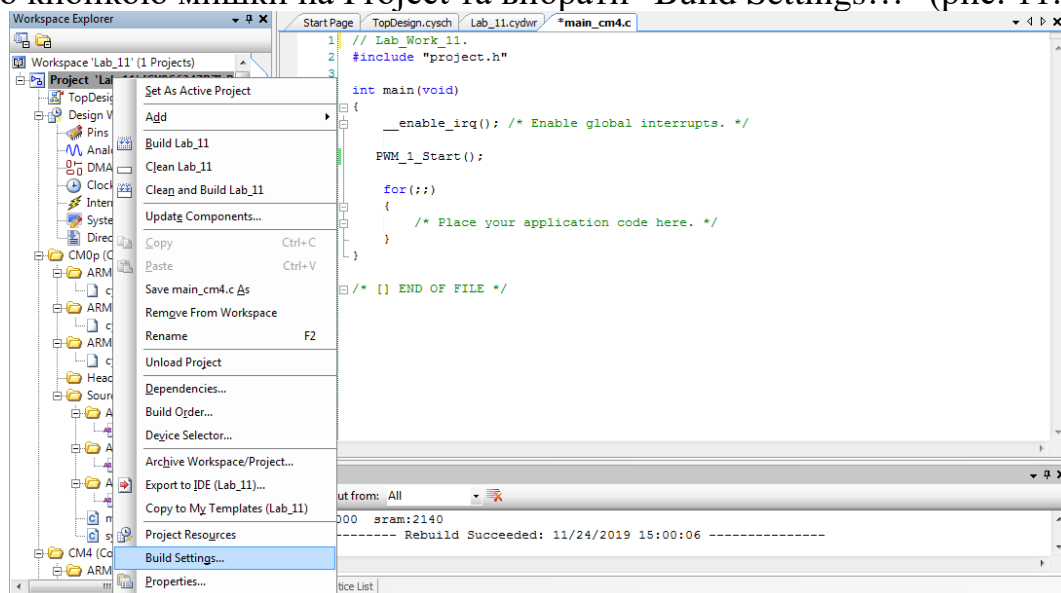 кнопкою мишки на Project та вибрати "Build Settings…" (рис. 11.
Workspace Explorer
Start Page TopDesign.cysch Lab_11.cydwr *main_cm4.c
Workspace 'Lab_11' (1 Projects)
Project
TopDesig
Design W
Pins
Anal
DMA
Clock
Inter
Syste
Direc
CM0p (C
ARM
c
ARM
c
ARM
c
Head
Sour
A
A
A
m
s
CM4 (Co
ARM
Set As Active Project
Add
Build Lab_11
Clean Lab_11
Clean and Build Lab_11
Update Components...
Copy Ctrl+C
Paste Ctrl+V
Save main_cm4.c As
Remove From Workspace
Rename F2
Unload Project
Dependencies...
Build Order...
Device Selector...
Archive Workspace/Project...
Export to IDE (Lab_11)...
Copy to My Templates (Lab_11)
Project Resources
Build Settings...
Properties...
1 // Lab_Work_11.
2 #include "project.h"
3
int main(void)
{
__enable_irq(); /* Enable global interrupts. */
PWM_1_Start();
for(;;)
{
/* Place your application code here. */
}
}
/* [] END OF FILE */
ut from: All
000 sram:2140
-------- Rebuild Succeeded: 11/24/2019 15:00:06 ---------------
tice List